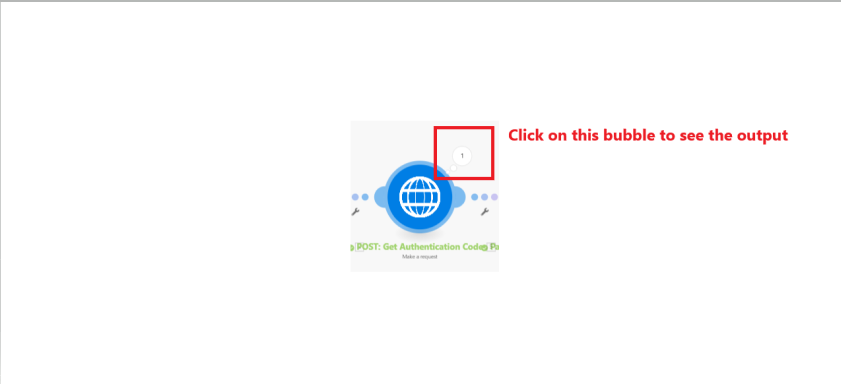 Click on this bubble to see the output
1
POST: Get Authentication Code
Make a request